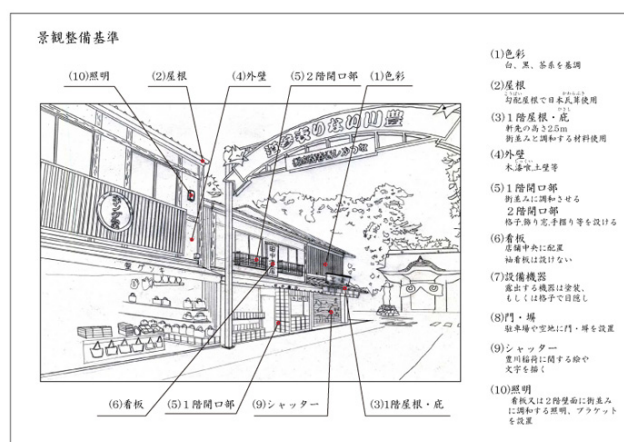 景観整備基準
(10)照明
(2)屋根
(4)外壁
(5)2階開口部
(1)色彩
(6)看板
(5)1階開口部
(9)シャッター
(3)1階屋根・庇
(1)色彩
白、黒、茶系を基調
(2)屋根
こうばい
かわらぶき
勾配屋根で日本瓦葺使用
(3)1階屋根・庇
軒先の高さ2.5m
街並みと調和する材料使用
(4)外壁
木漆喰土壁等
(5)1階開口部
街並みに調和させる
2階開口部
格子,飾り窓,手摺り等を設ける
(6)看板
店舗中央に配置
袖看板は設けない
(7)設備機器
露出する機器は塗装、
もしくは格子で目隠し
(8)門・塀
駐車場や空地に門・塀を設置
(9)シャッター
豊川稲荷に関する絵や
文字を描く
(10)照明
看板又は2階壁面に街並み
に調和する照明、ブラケット
を設置